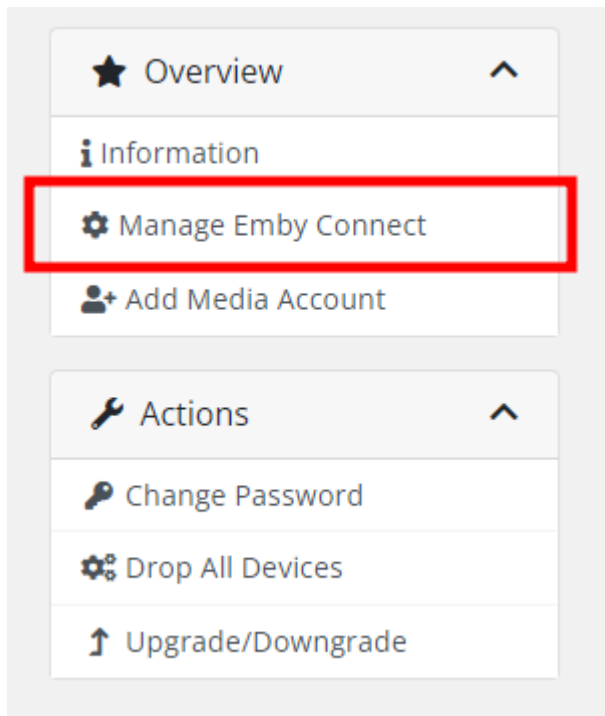 Overview
Information
Manage Emby Connect
Add Media Account
Actions
Change Password
Drop All Devices
Upgrade/Downgrade